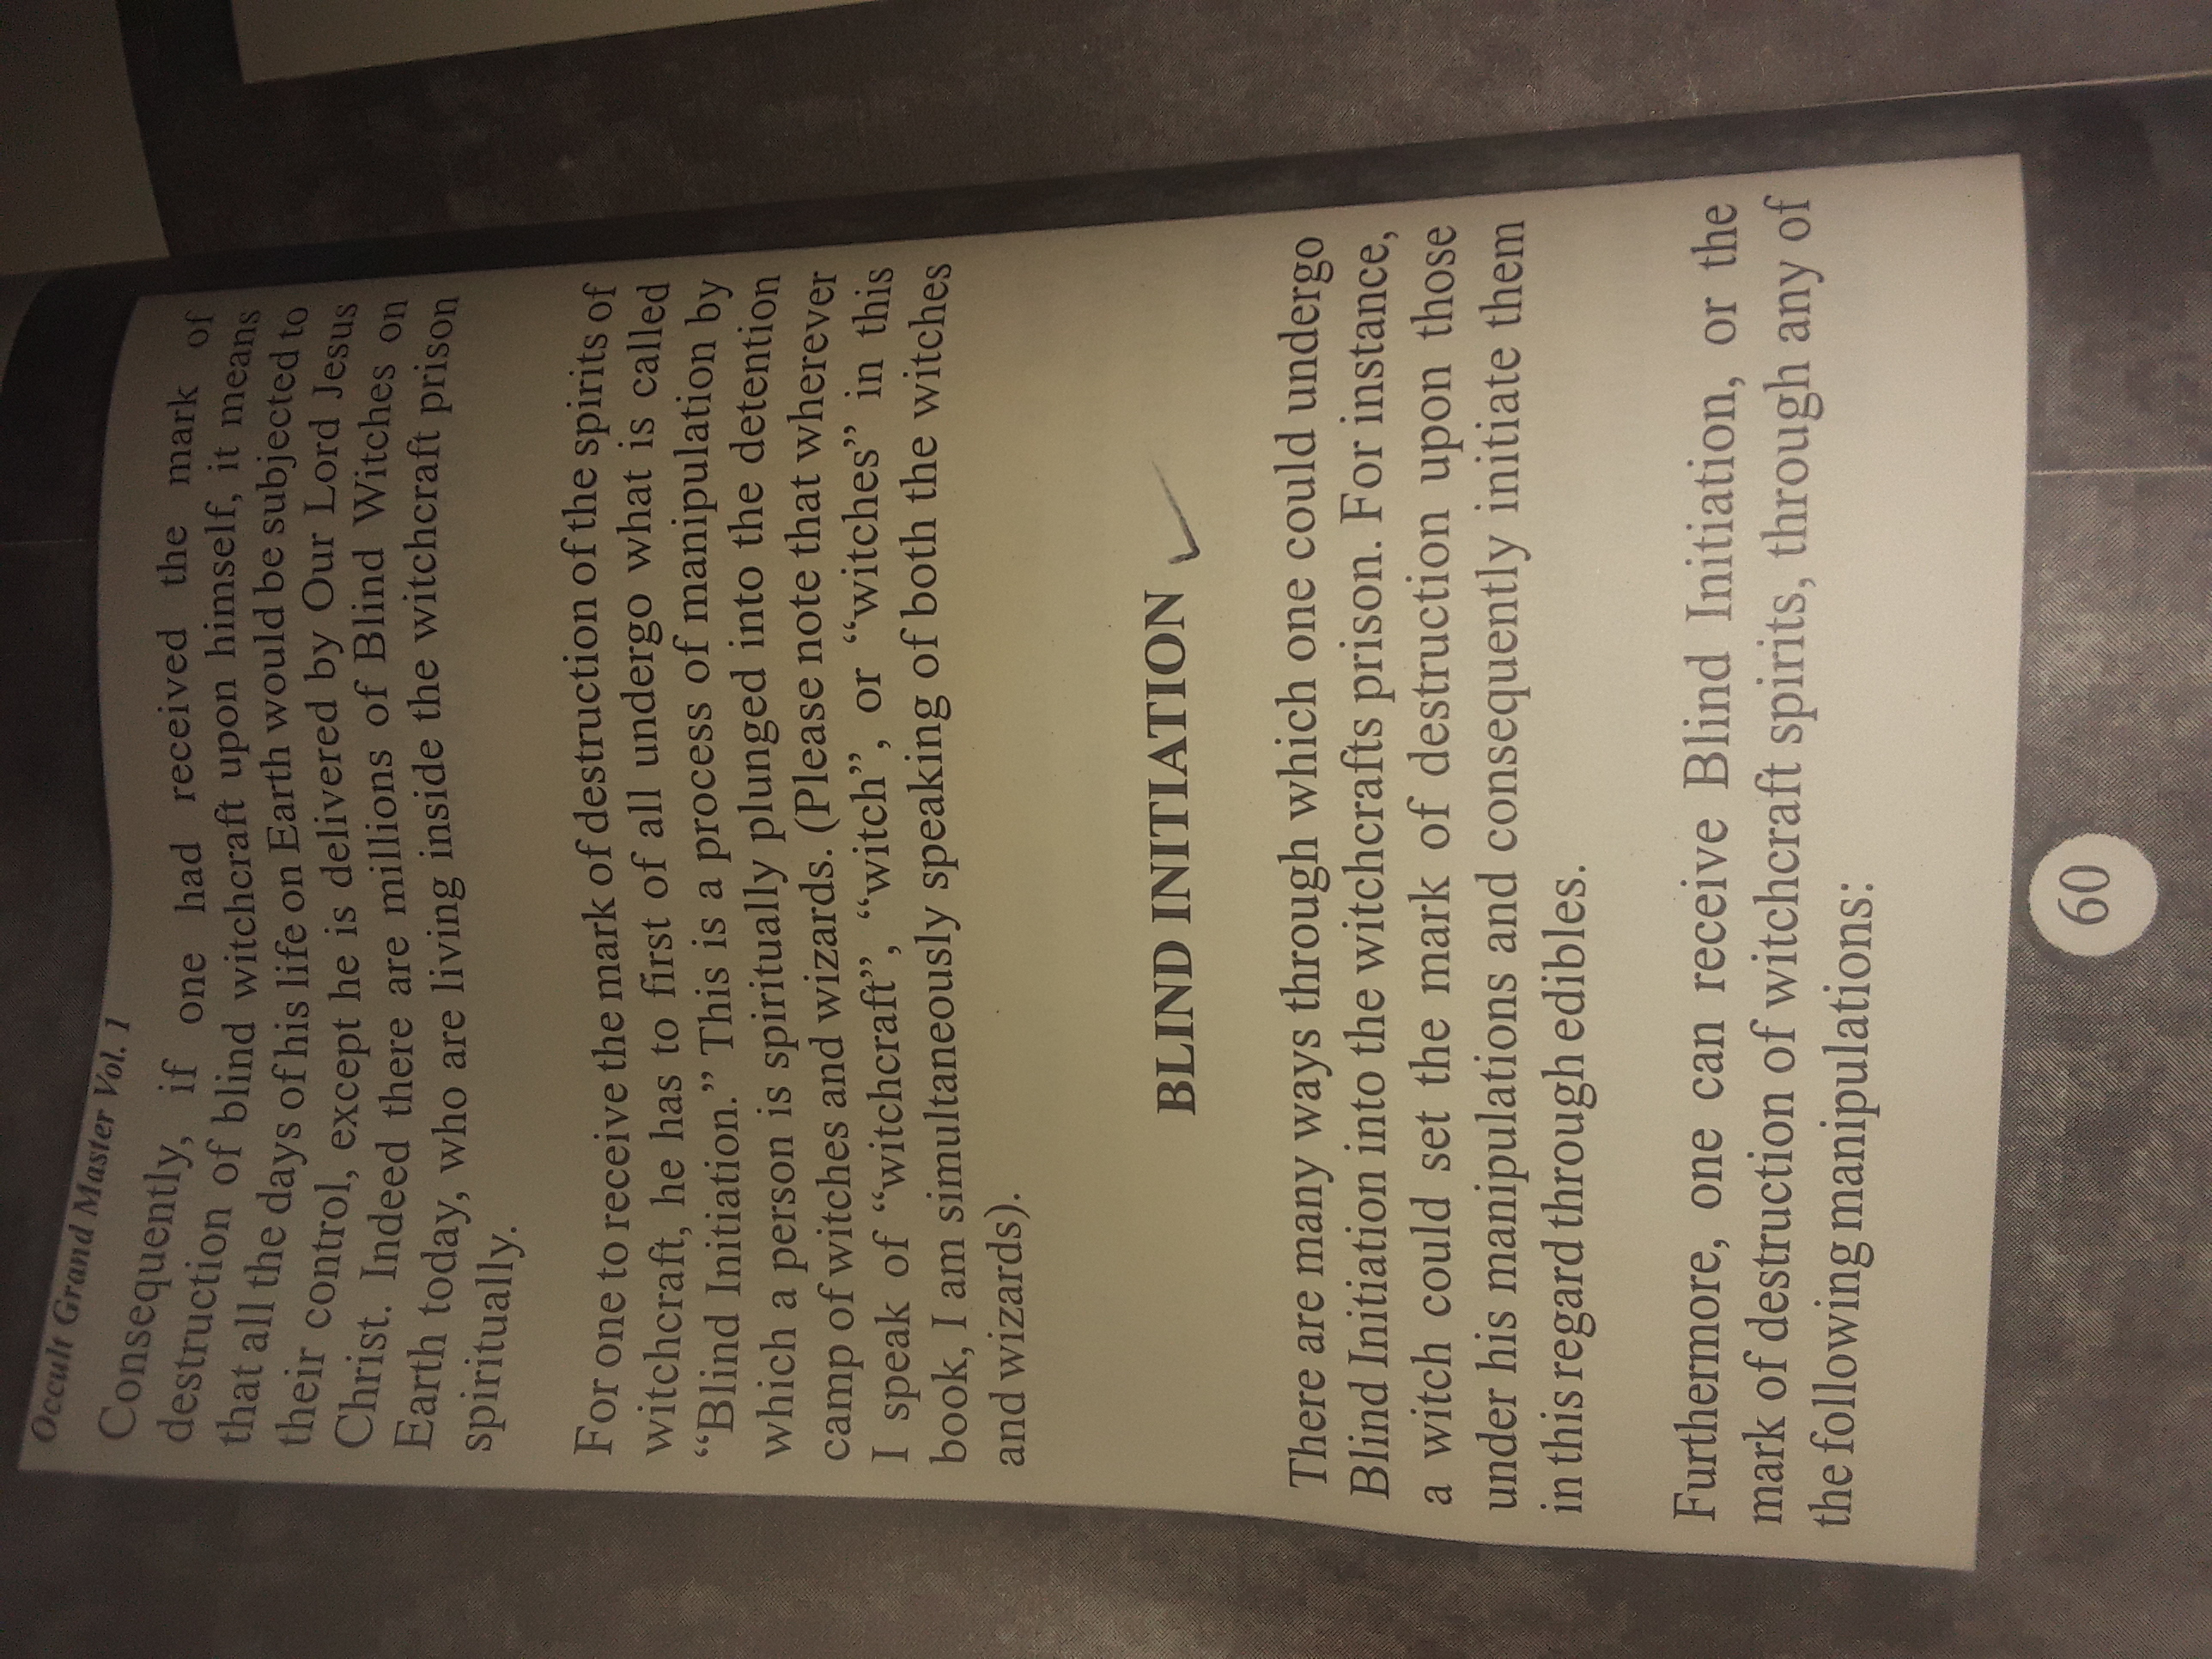 Occult Grand Master Vol. 1
Consequently, if one had received the mark of
destruction of blind witchcraft upon himself, it means
that all the days of his life on Earth would be subjected to
their control, except he is delivered by Our Lord Jesus
Christ. Indeed there are millions of Blind Witches on
Earth today, who are living inside the witchcraft prison
spiritually.
For one to receive the mark of destruction of the spirits of
witchcraft, he has to first of all undergo what is called
“Blind Initiation.” This is a process of manipulation by
which a person is spiritually plunged into the detention
camp of witches and wizards. (Please note that wherever
I speak of “witchcraft”, “witch”, or “witches” in this
book, I am simultaneously speaking of both the witches
and wizards).
BLIND INITIATION
There are many ways through which one could undergo
Blind Initiation into the witchcrafts prison. For instance,
a witch could set the mark of destruction upon those
under his manipulations and consequently initiate them
in this regard through edibles.
Furthermore, one can receive Blind Initiation, or the
mark of destruction of witchcraft spirits, through any of
the following manipulations:
60